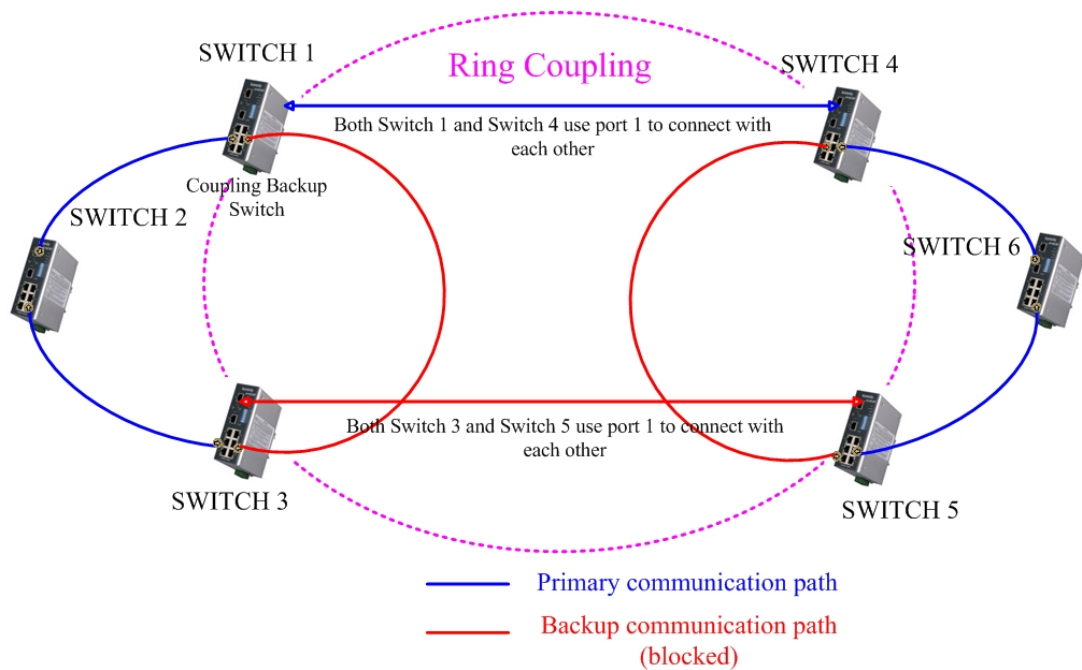 SWITCH 1
Ring Coupling
SWITCH 4
Both Switch 1 and Switch 4 use port 1 to connect with
each other
Coupling Backup
Switch
SWITCH 2
SWITCH 6
Both Switch 3 and Switch 5 use port 1 to connect with
each other
SWITCH 3
SWITCH 5
Primary communication path
Backup communication path
(blocked)